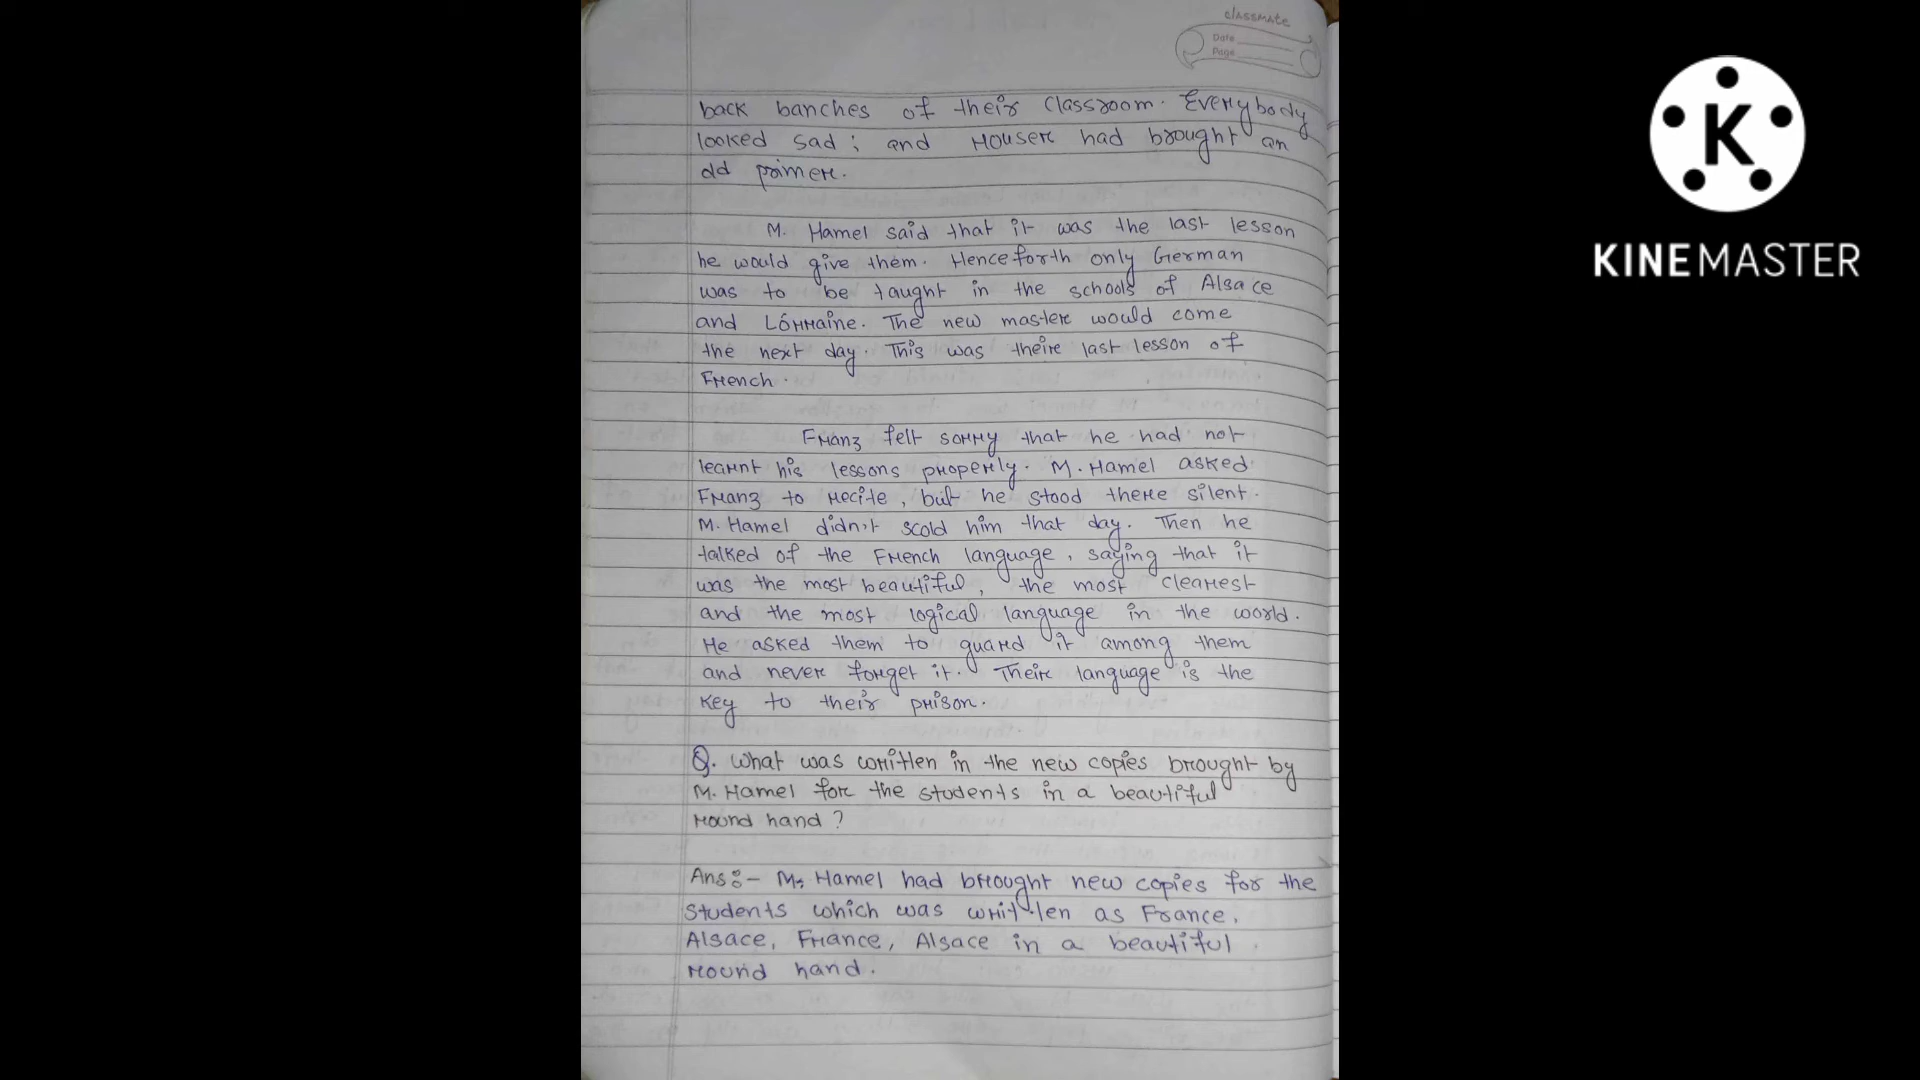 classmate
Date
Page
back banches of their classroom. Everybody
looked sad; and Houser had brought an
old primer.
M. Hamel said that it was the last lesson
he would give them. Henceforth only German
was to be taught in the schools of Alsace
and Lórraine. The new master would come
the next day. This was their last lesson of
French.
Franz felt sorry that he had not
learnt his lessons properly. M. Hamel asked
Franz to recite, but he stood there silent.
M. Hamel didn't scold him that day. Then he
talked of the French language, saying that it
was the most beautiful, the most clearest
and the most logical language in the world.
He asked them to guard it among them
and never forget it. Their language is the
key to their prison.
Q. What was written in the new copies brought by
M. Hamel for the students in a beautiful
round hand?
Ans:- M. Hamel had brought new copies for the
students which was written as France,
Alsace, France, Alsace in a beautiful
round hand.
K
KINEMASTER